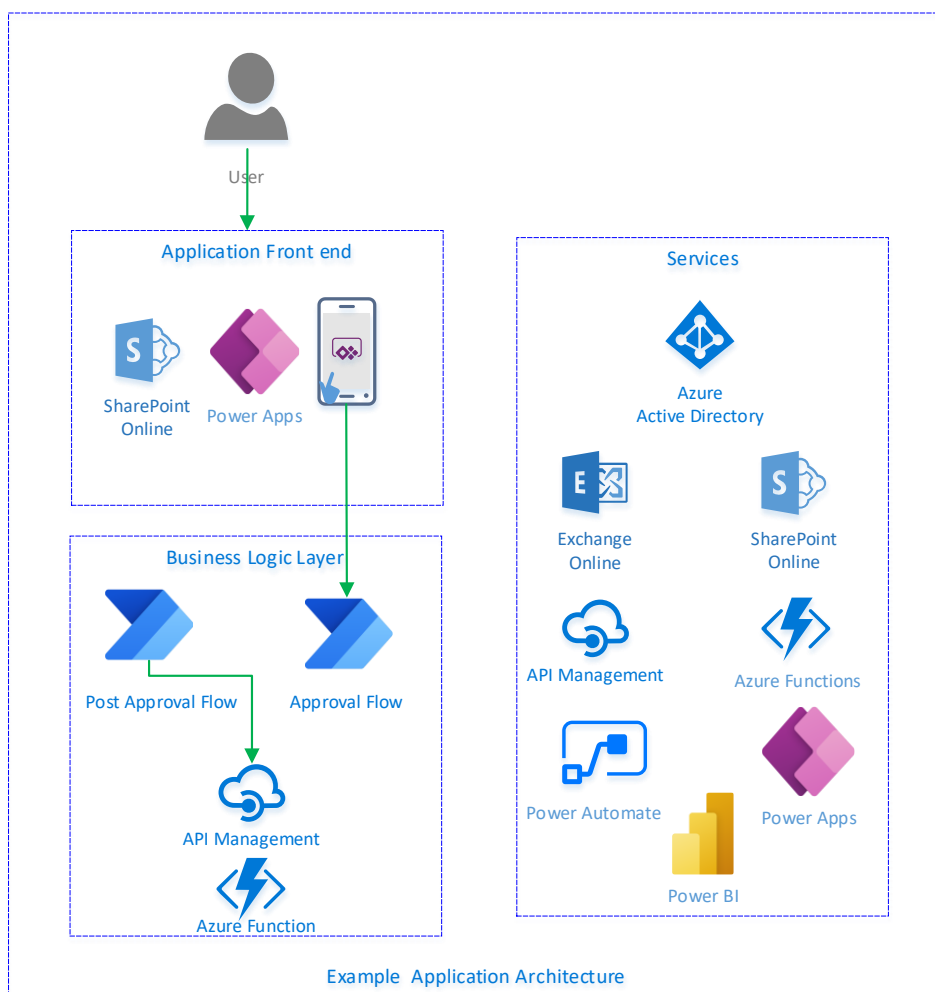 User
Application Front end
SharePoint
Online
Power Apps
Business Logic Layer
Post Approval Flow
Approval Flow
API Management
Azure Function
Services
Azure
Active Directory
Exchange
Online
SharePoint
Online
API Management
Azure Functions
Power Automate
Power Apps
Power BI
Example Application Architecture